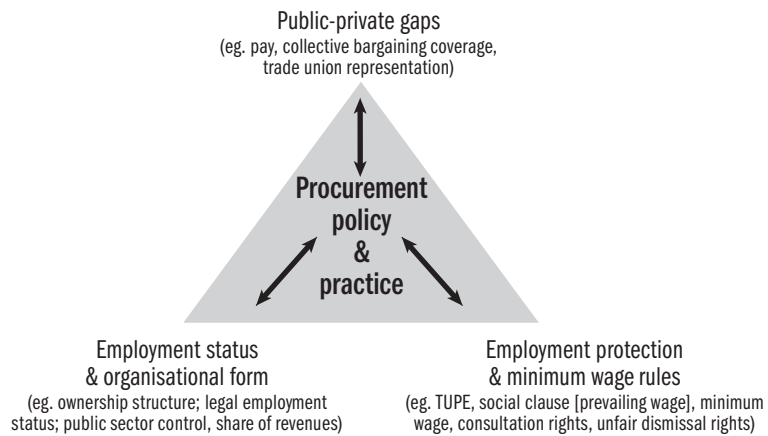 Public-private gaps
(eg. pay, collective bargaining coverage,
trade union representation)
Procurement
policy
&
practice
Employment status
& organisational form
(eg. ownership structure; legal employment
status; public sector control, share of revenues)
Employment protection
& minimum wage rules
(eg. TUPE, social clause [prevailing wage], minimum
wage, consultation rights, unfair dismissal rights)